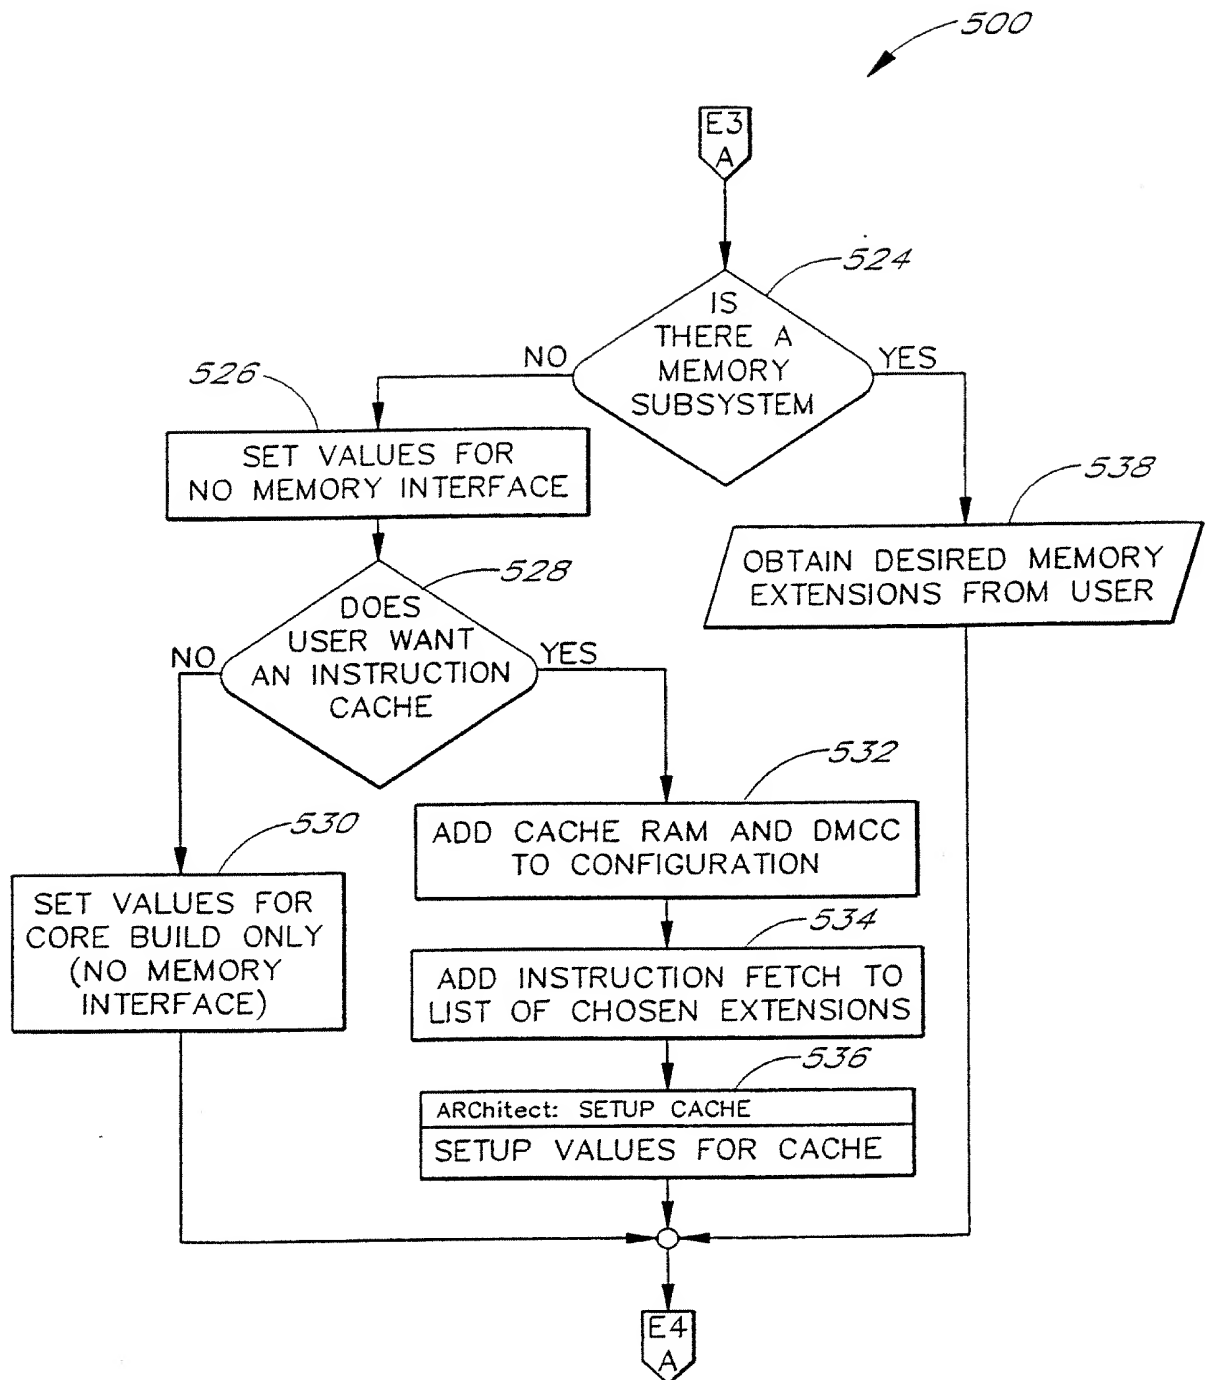 500
E3
A
524
IS
THERE A
MEMORY
SUBSYSTEM
NO
YES
526
SET VALUES FOR
NO MEMORY INTERFACE
538
OBTAIN DESIRED MEMORY
EXTENSIONS FROM USER
528
DOES
USER WANT
AN INSTRUCTION
CACHE
NO
YES
532
ADD CACHE RAM AND DMCC
TO CONFIGURATION
530
SET VALUES FOR
CORE BUILD ONLY
(NO MEMORY
INTERFACE)
534
ADD INSTRUCTION FETCH TO
LIST OF CHOSEN EXTENSIONS
536
ARChitect: SETUP CACHE
SETUP VALUES FOR CACHE
E4
A